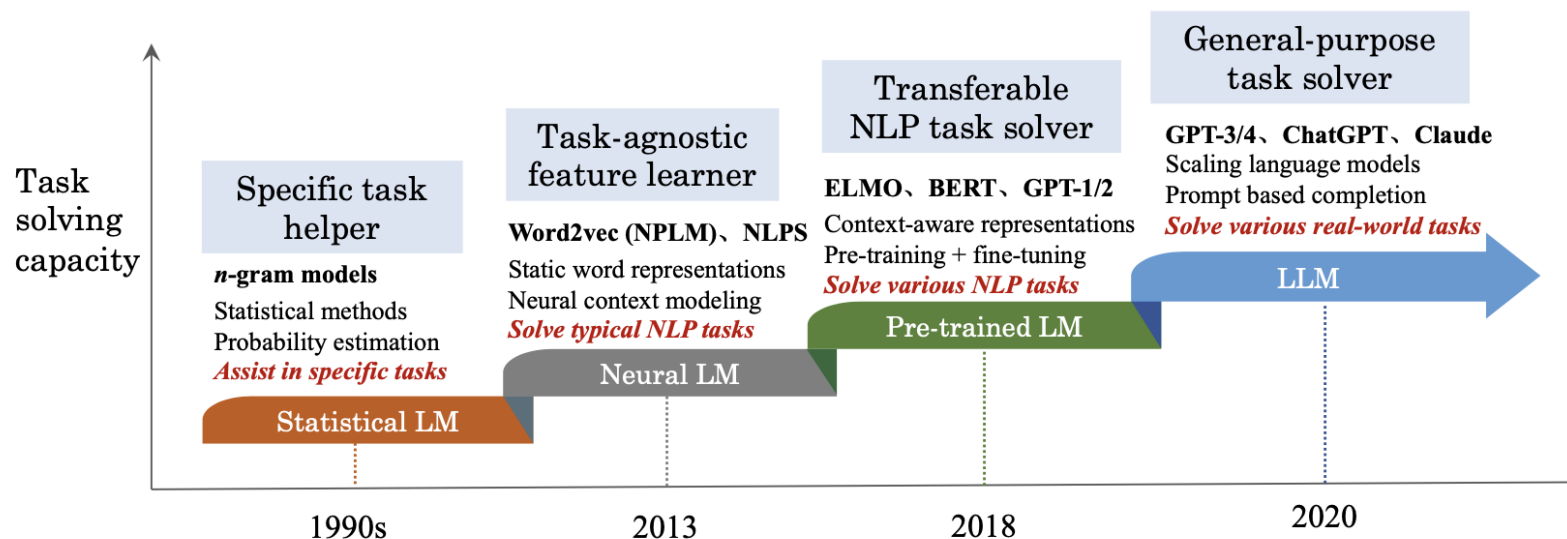 Task
solving
capacity
Specific task
helper
n-gram models
Statistical methods
Probability estimation
Assist in specific tasks
Statistical LM
1990s
Task-agnostic
feature learner
Word2vec (NPLM)、NLPS
Static word representations
Neural context modeling
Solve typical NLP tasks
Neural LM
2013
Transferable
NLP task solver
ELMO、BERT、GPT-1/2
Context-aware representations
Pre-training + fine-tuning
Solve various NLP tasks
Pre-trained LM
2018
General-purpose
task solver
GPT-3/4、ChatGPT、Claude
Scaling language models
Prompt based completion
Solve various real-world tasks
LLM
2020